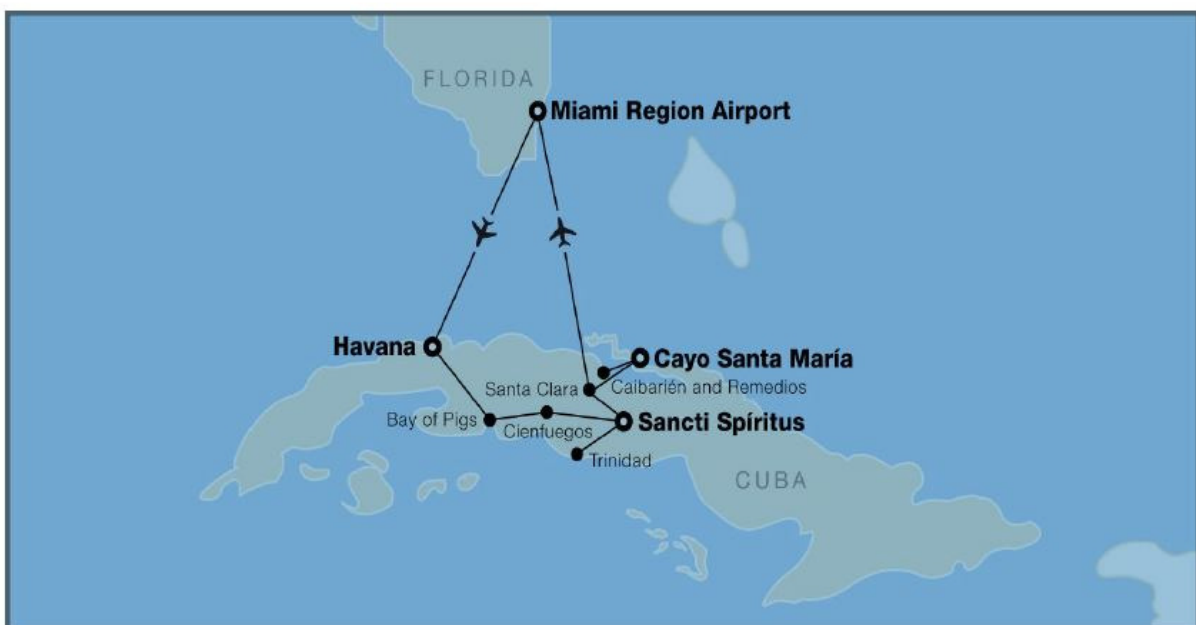 FLORIDA
Miami Region Airport
Havana
Cayo Santa María
Santa Clara
Caibarién and Remedios
Bay of Pigs
Cienfuegos
Sancti Spíritus
Trinidad
CUBA